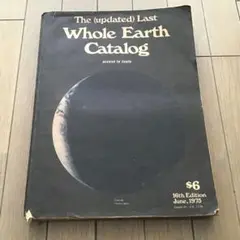 The (updated) Last
Whole Earth
Catalog
access to tools
$6
16th Edition
June, 1975